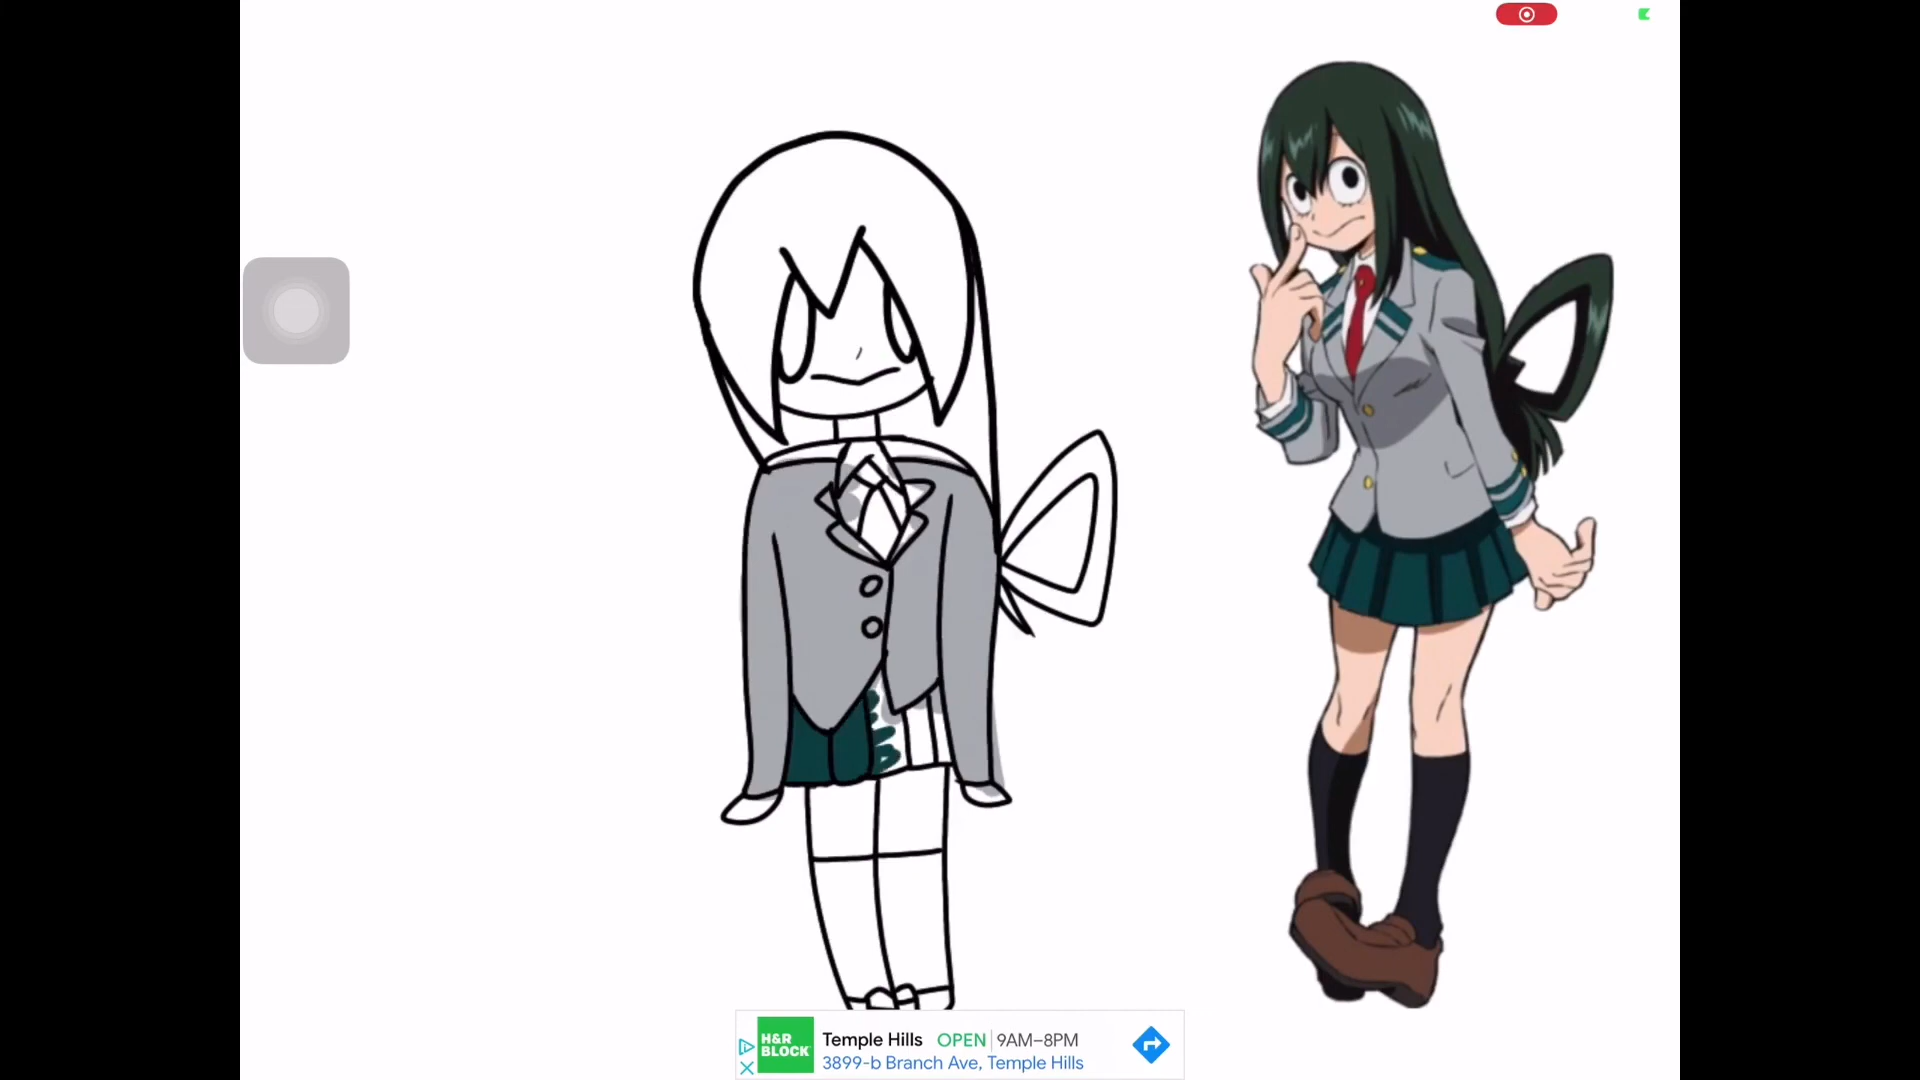 H&R
BLOCK
Temple Hills OPEN 9AM–8PM
3899-b Branch Ave, Temple Hills